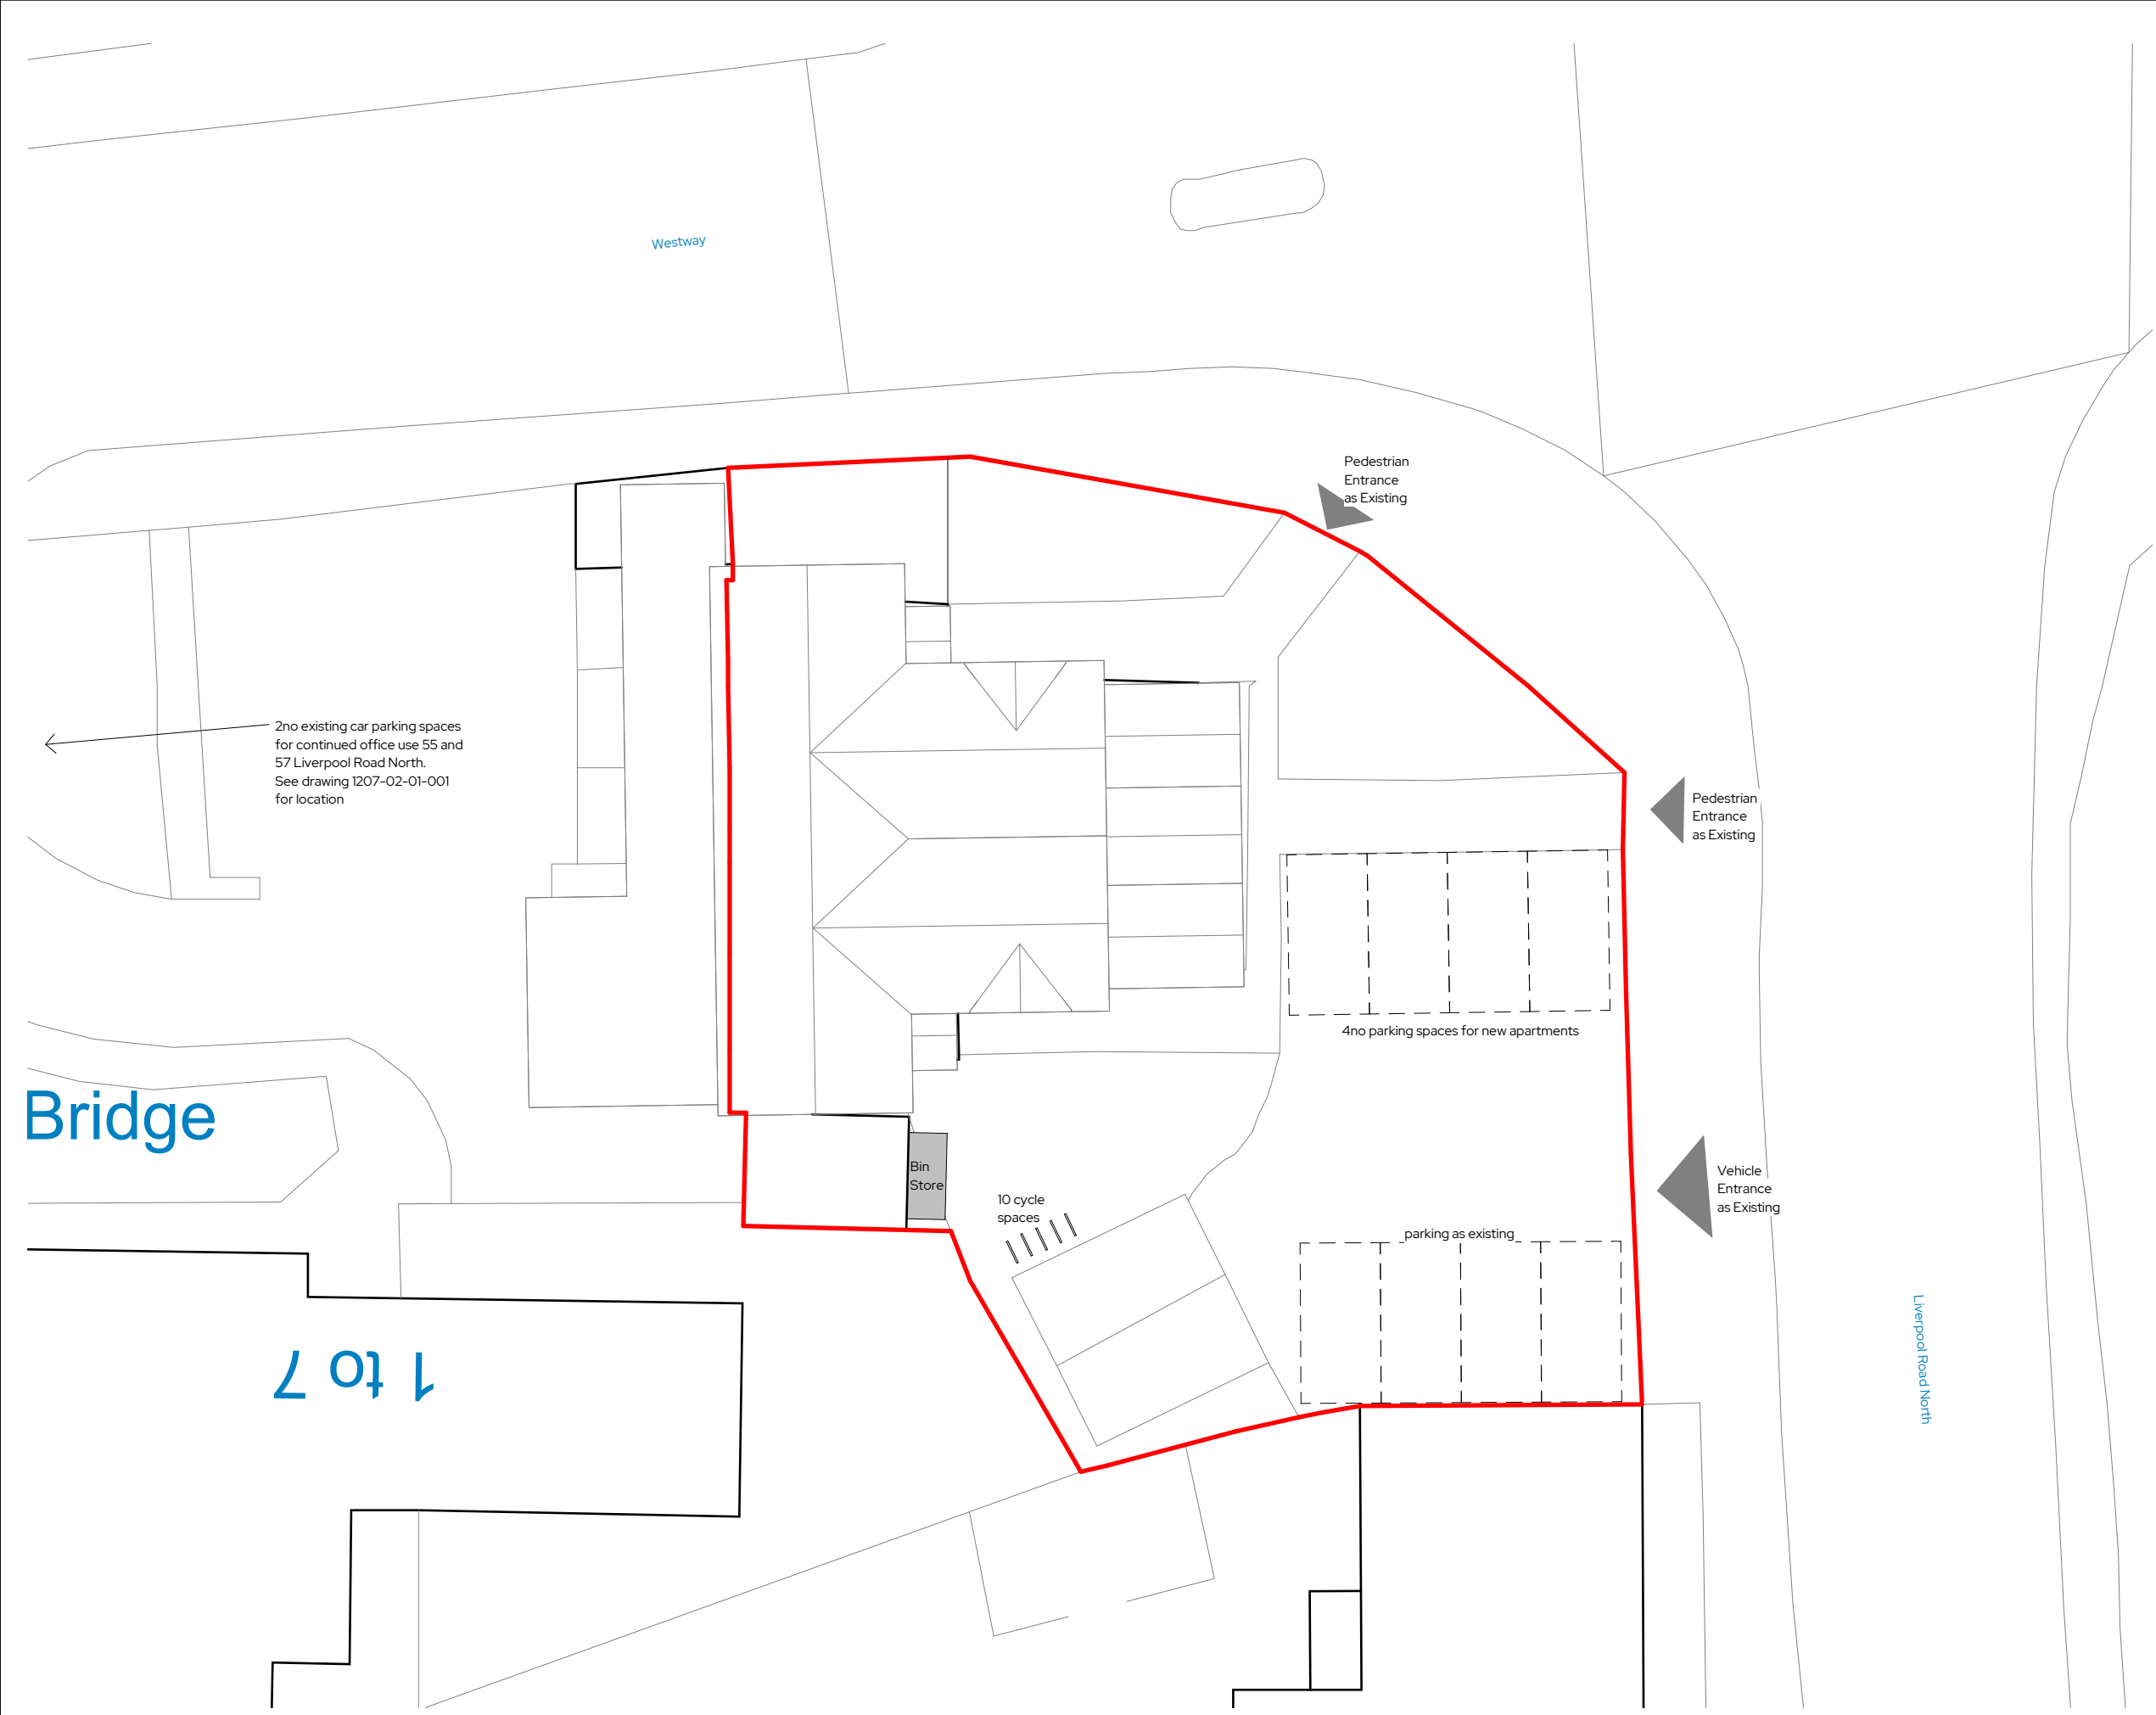 Westway
Pedestrian
Entrance
as Existing
2no existing car parking spaces
for continued office use 55 and
57 Liverpool Road North.
See drawing 1207-02-01-001
for location
Pedestrian
Entrance
as Existing
4no parking spaces for new apartments
Bridge
Bin
Store
10 cycle
spaces
Vehicle
Entrance
as Existing
parking as existing
1 to 7
Liverpool Road North